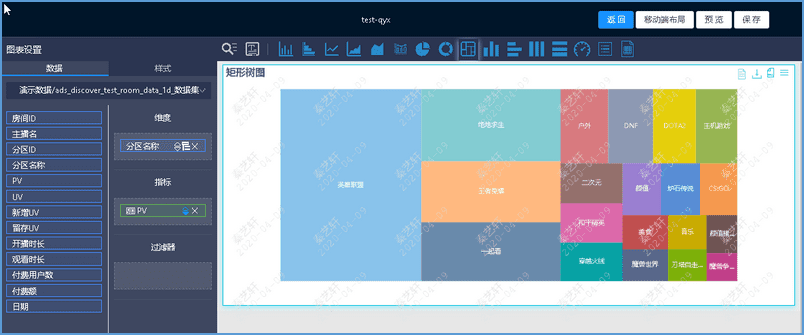 test-qyx
返回
移动端布局
预览
保存
图表设置
数据
样式
演示数据/ads_discover_test_room_data_1d_数据集
房间ID
主播名
分区ID
分区名称
PV
UV
新增UV
留存UV
开播时长
观看时长
付费用户数
付费额
日期
维度
分区名称
指标
PV
过滤器
矩形树图
英雄联盟
绝地求生
王者荣耀
一起看
户外
DNF
DOTA2
主机游戏
二次元
和平精英
穿越火线
颜值
炉石传说
CS:GO
美食
音乐
颜值横...
魔兽世界
魔兽争...
秦艺轩
2020-04-09